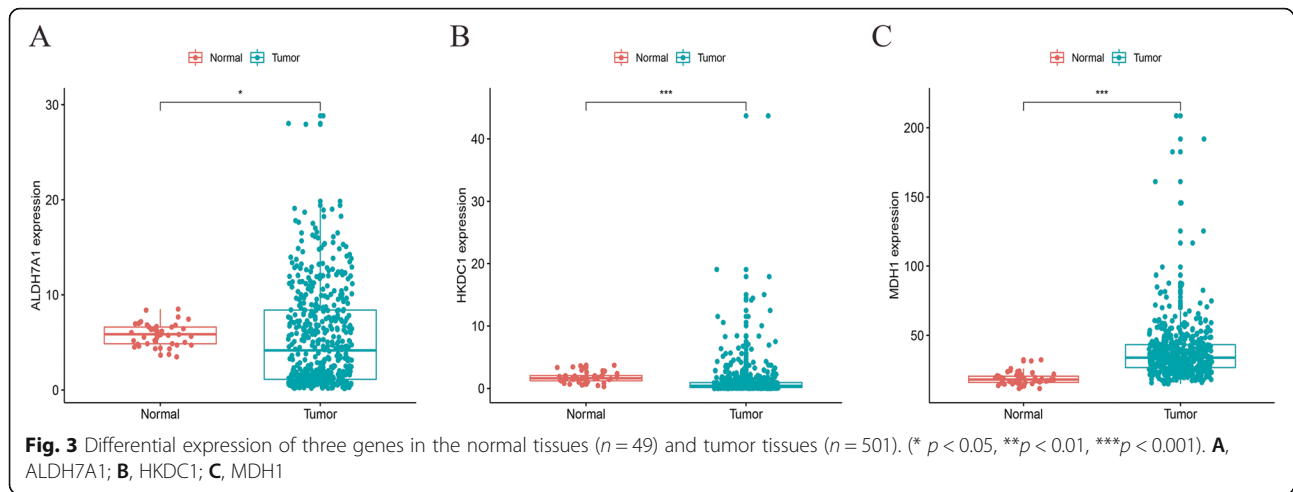 A
Normal Tumor
*
30
20
10
0
ALDH7A1 expression
Normal Tumor
B
Normal Tumor
***
40
30
20
10
0
HKDC1 expression
Normal Tumor
C
Normal Tumor
***
200
150
100
50
MDH1 expression
Normal Tumor
Fig. 3 Differential expression of three genes in the normal tissues (n = 49) and tumor tissues (n = 501). (* p < 0.05, **p < 0.01, ***p < 0.001). A,
ALDH7A1; B, HKDC1; C, MDH1